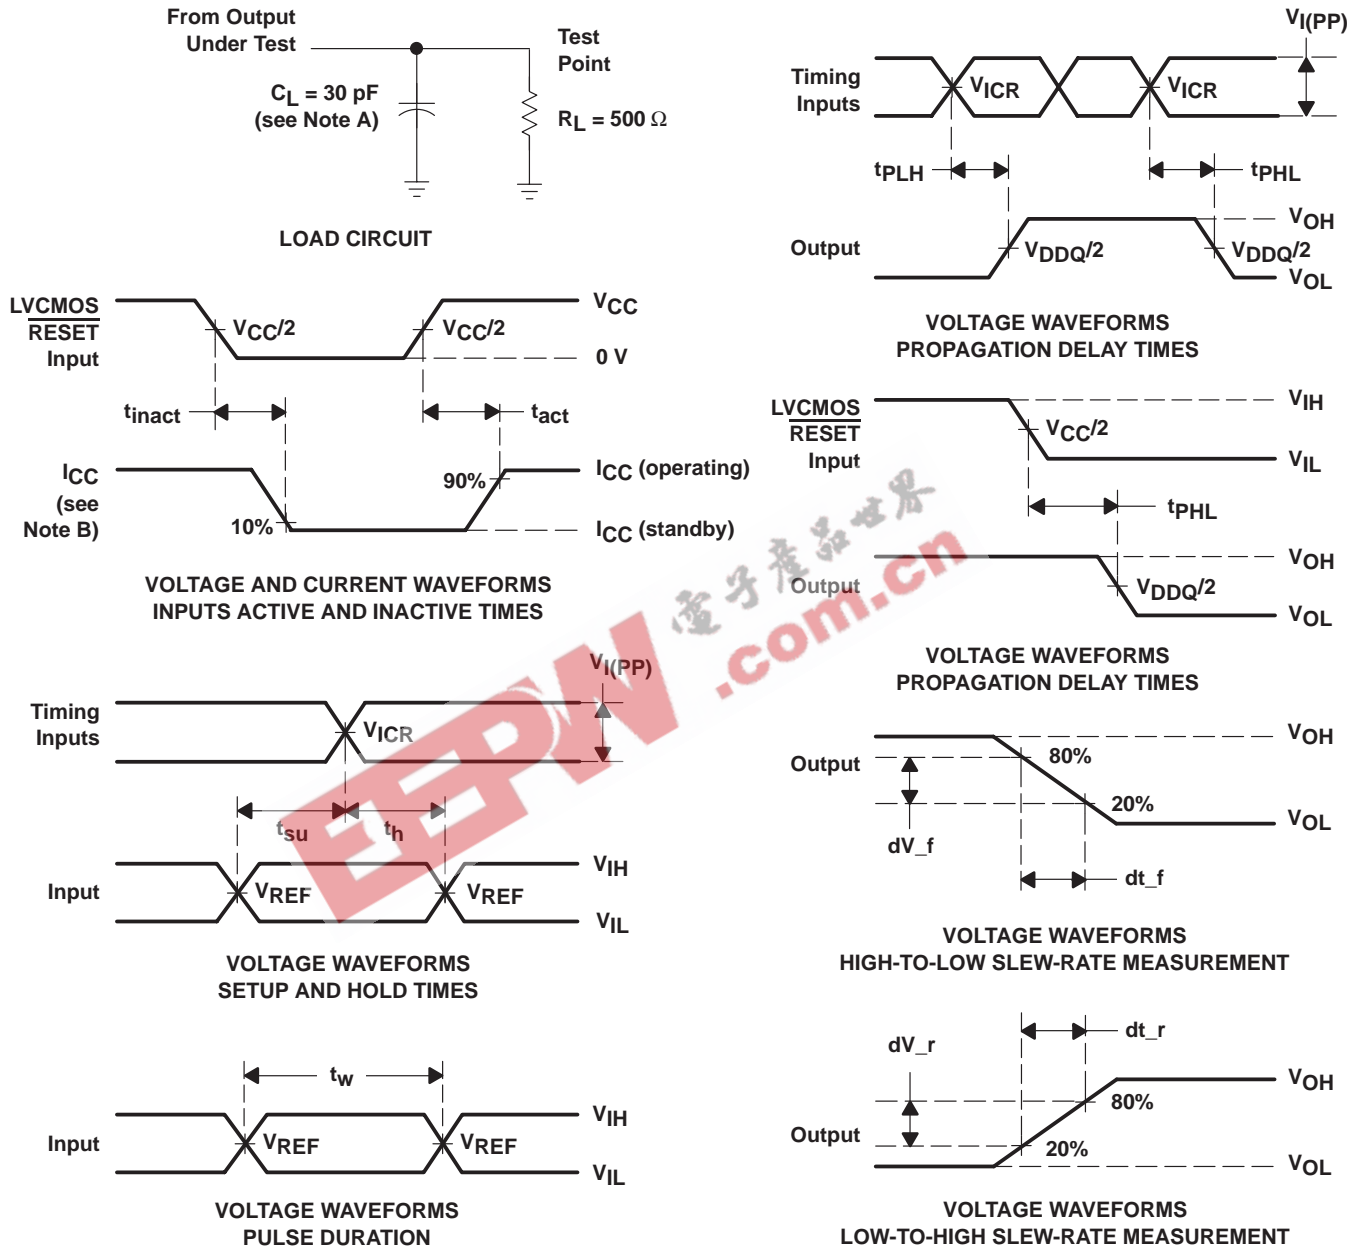 From Output
Under Test
Test
Point
CL = 30 pF
(see Note A)
RL = 500 Ω
LOAD CIRCUIT
LVCMOS
RESET
Input
VCC/2
VCC/2
VCC
0 V
tinact
tact
ICC
(see
Note B)
10%
90%
ICC (operating)
ICC (standby)
VOLTAGE AND CURRENT WAVEFORMS
INPUTS ACTIVE AND INACTIVE TIMES
Timing
Inputs
VICR
VI(PP)
tsu
th
Input
VREF
VREF
VIH
VIL
VOLTAGE WAVEFORMS
SETUP AND HOLD TIMES
tw
Input
VREF
VREF
VIH
VIL
VOLTAGE WAVEFORMS
PULSE DURATION
VI(PP)
Timing
Inputs
VICR
VICR
tPLH
tPHL
Output
VDDQ/2
VDDQ/2
VOH
VOL
VOLTAGE WAVEFORMS
PROPAGATION DELAY TIMES
LVCMOS
RESET
Input
VCC/2
VIH
VIL
tPHL
Output
VDDQ/2
VOH
VOL
VOLTAGE WAVEFORMS
PROPAGATION DELAY TIMES
Output
80%
20%
VOH
VOL
dV_f
dt_f
VOLTAGE WAVEFORMS
HIGH-TO-LOW SLEW-RATE MEASUREMENT
dV_r
dt_r
Output
80%
20%
VOH
VOL
VOLTAGE WAVEFORMS
LOW-TO-HIGH SLEW-RATE MEASUREMENT
EEPW
.com.cn
電子產品世界